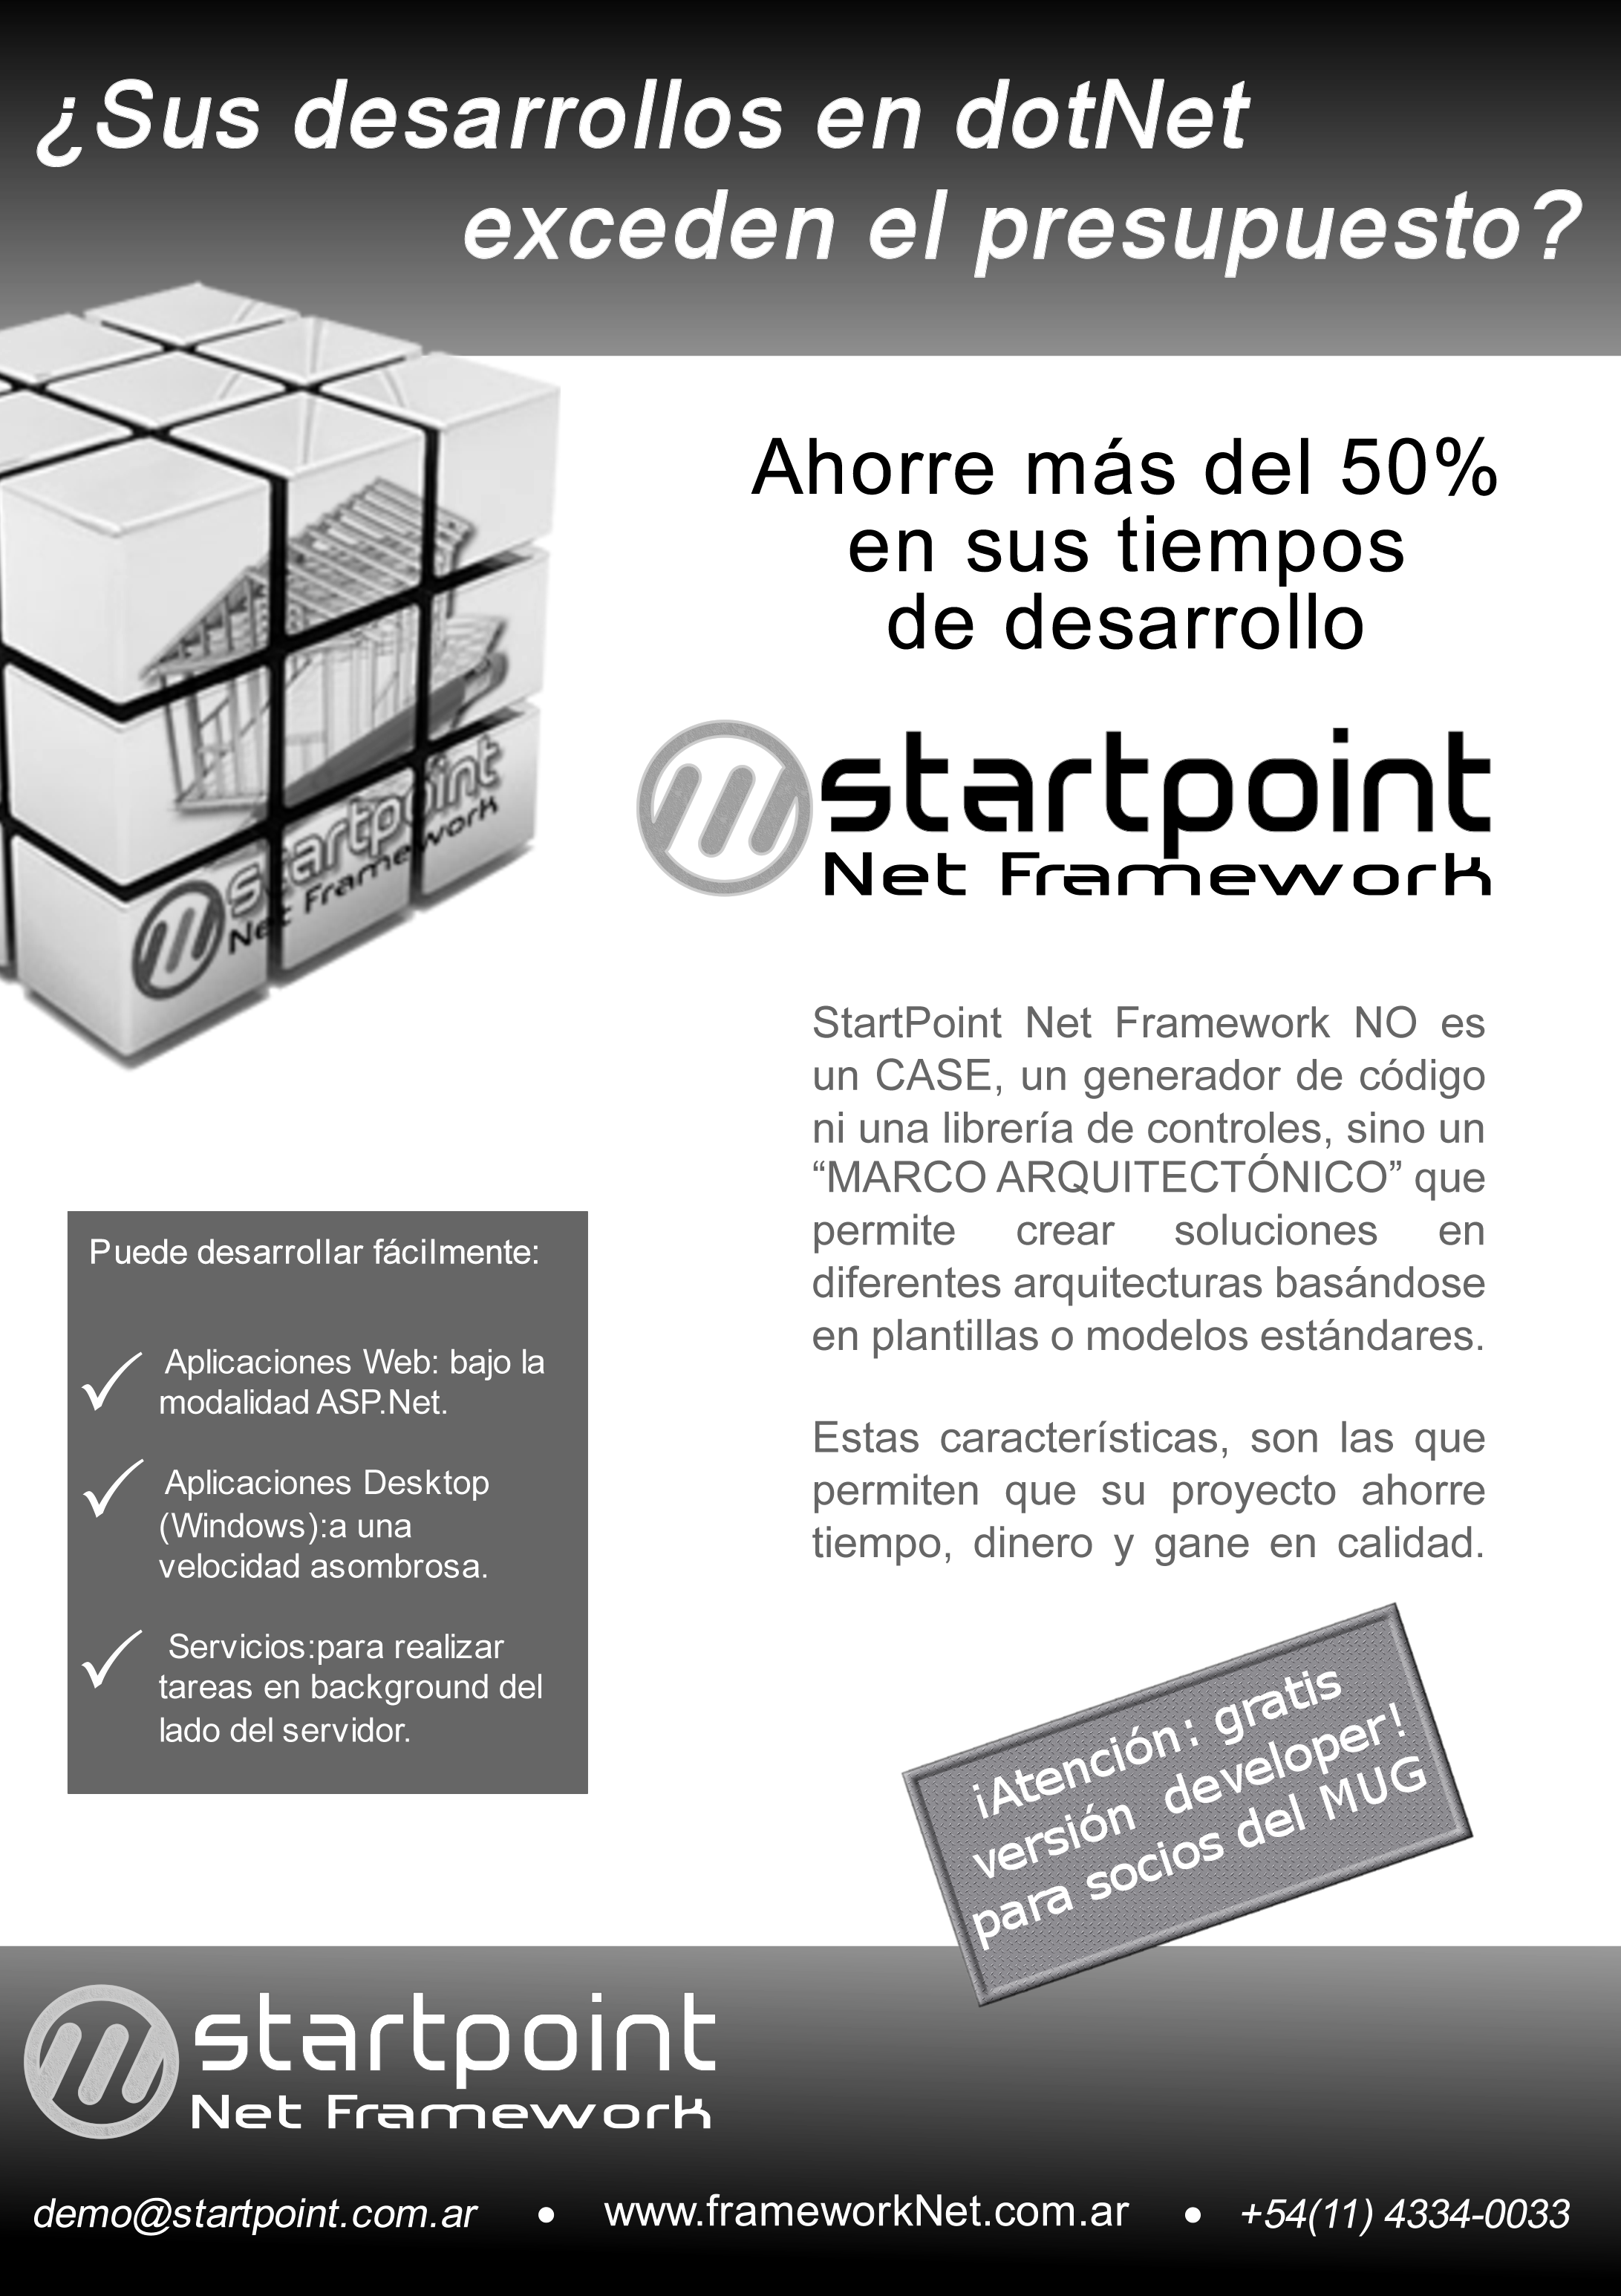 ¿Sus desarrollos en dotNet
exceden el presupuesto?
Ahorre más del 50%
en sus tiempos
de desarrollo
startpoint
Net Framework
startpoint
Net Framework
StartPoint Net Framework NO es
un CASE, un generador de código
ni una librería de controles, sino un
“MARCO ARQUITECTÓNICO” que
permite crear soluciones en
diferentes arquitecturas basándose
en plantillas o modelos estándares.
Estas características, son las que
permiten que su proyecto ahorre
tiempo, dinero y gane en calidad.
Puede desarrollar fácilmente:
Aplicaciones Web: bajo la
modalidad ASP.Net.
Aplicaciones Desktop
(Windows):a una
velocidad asombrosa.
Servicios:para realizar
tareas en background del
lado del servidor.
¡Atención: gratis
versión developer!
para socios del MUG
startpoint
Net Framework
demo@startpoint.com.ar • www.frameworkNet.com.ar • +54(11) 4334-0033